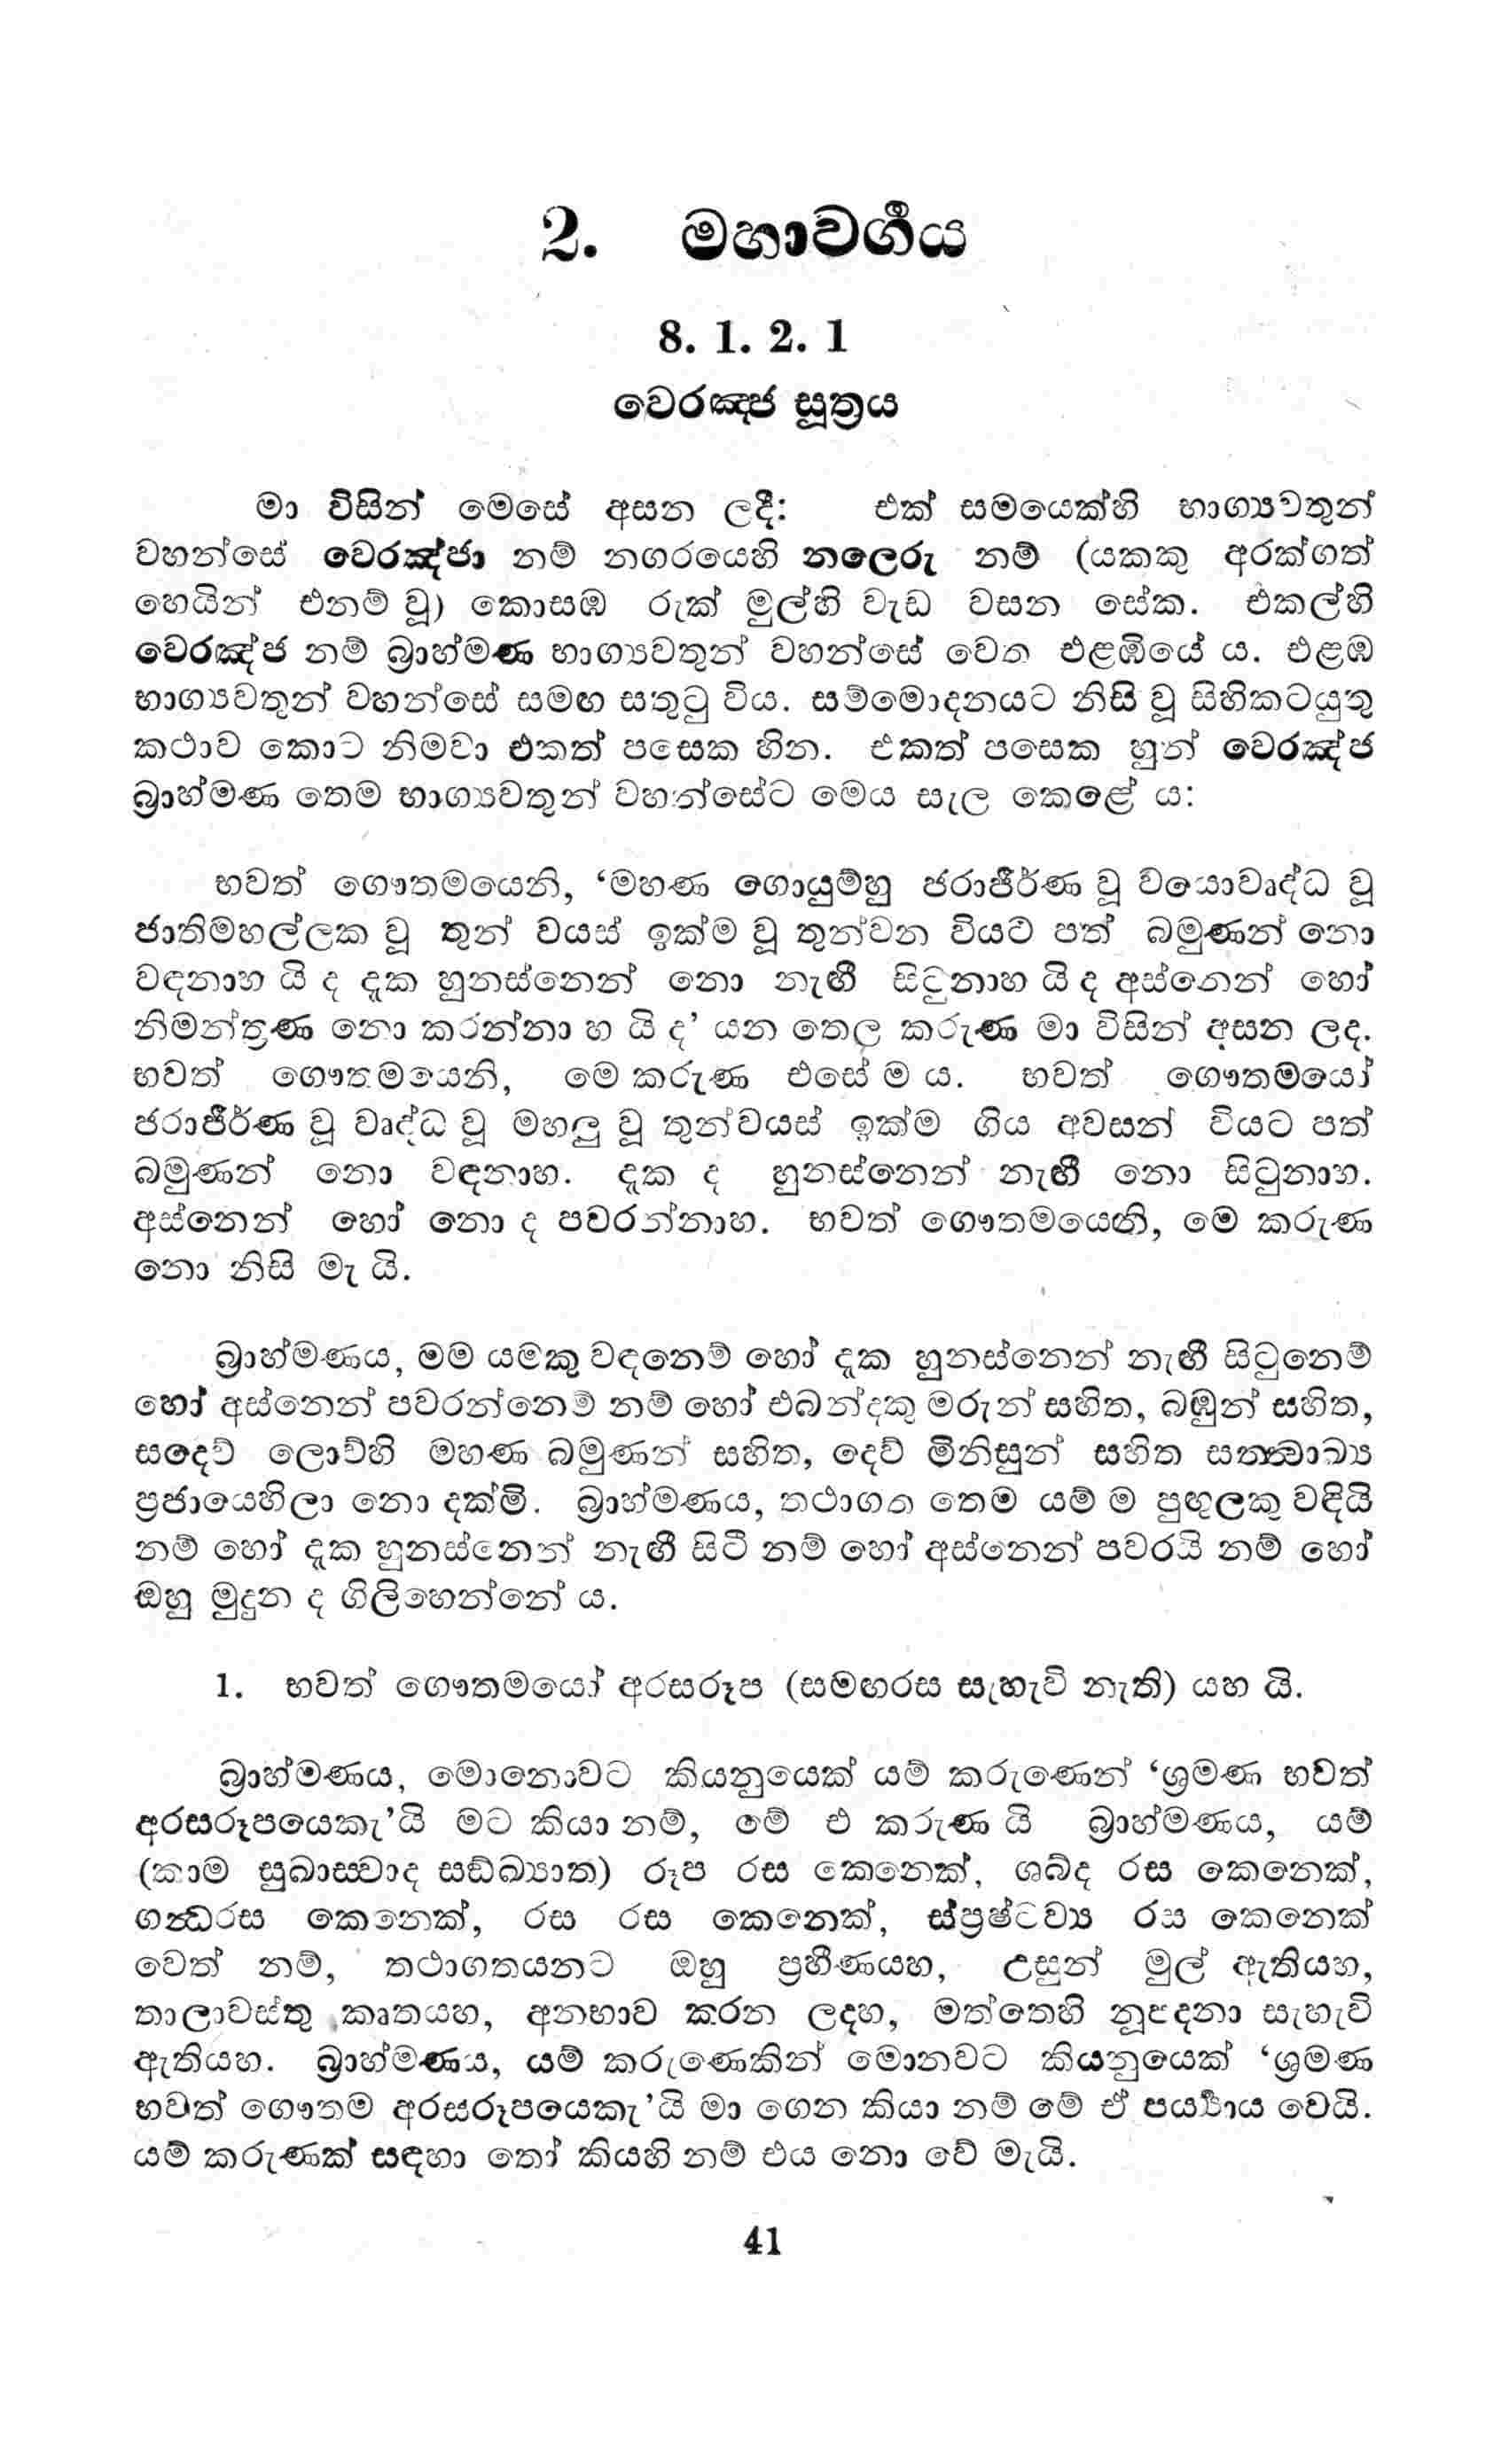 2. මහාවර්‍ගය
8. 1. 2. 1
වෙරඤ්ජ සූත්‍රය
මා විසින් මෙසේ අසන ලදී: එක් සමයෙක්හි භාග්‍යවතුන්
වහන්සේ වෙරඤ්ජා නම් නගරයෙහි නලෙරු නම් (යකකු අරක්ගත්
හෙයින් එනම් වූ) කොසඹ රුක් මුල්හි වැඩ වසන සේක. එකල්හි
වෙරඤ්ජ නම් බ්‍රාහ්මණ භාග්‍යවතුන් වහන්සේ වෙත එළඹියේ ය. එළඹ
භාග්‍යවතුන් වහන්සේ සමඟ සතුටු විය. සම්මොදනයට නිසි වූ සිහිකටයුතු
කථාව කොට නිමවා එකත් පසෙක හින. එකත් පසෙක හුන් වෙරඤ්ජ
බ්‍රාහ්මණ තෙම භාග්‍යවතුන් වහන්සේට මෙය සැල කෙළේ ය:
භවත් ගෞතමයෙනි, ‘මහණ ගොයුම්හු ජරාජීර්ණ වූ වයොවෘද්ධ වූ
ජාතිමහල්ලක වූ තුන් වයස් ඉක්ම වූ තුන්වන වියට පත් බමුණන් නො
වඳනාහ යි ද දැක හුනස්නෙන් නො නැඟී සිටුනාහ යි ද අස්නෙන් හෝ
නිමන්ත්‍රණ නො කරන්නා හ යි ද’ යන තෙල කරුණ මා විසින් අසන ලද.
භවත් ගෞතමයෙනි, මෙ කරුණ එසේ ම ය. භවත් ගෞතමයෝ
ජරාජීර්ණ වූ වෘද්ධ වූ මහලු වූ තුන්වයස් ඉක්ම ගිය අවසන් වියට පත්
බමුණන් නො වඳනාහ. දැක ද හුනස්නෙන් නැඟී නො සිටුනාහ.
අස්නෙන් හෝ නො ද පවරන්නාහ. භවත් ගෞතමයෙනි, මෙ කරුණ
නො නිසි මැ යි.
බ්‍රාහ්මණය, මම යමකු වඳනෙම් හෝ දැක හුනස්නෙන් නැඟී සිටුනෙම්
හෝ අස්නෙන් පවරන්නෙම් නම් හෝ එබන්දකු මරුන් සහිත, බඹුන් සහිත,
සදෙව් ලොව්හි මහණ බමුණන් සහිත, දෙව් මිනිසුන් සහිත සත්ත්‍වාඛ්‍ය
ප්‍රජායෙහිලා නො දක්මි. බ්‍රාහ්මණය, තථාගත තෙම යම් ම පුඟුලකු වඳියි
නම් හෝ දැක හුනස්නෙන් නැඟී සිටී නම් හෝ අස්නෙන් පවරයි නම් හෝ
ඔහු මුදුන ද ගිලිහෙන්නේ ය.
1. භවත් ගෞතමයෝ අරසරූප (සමඟරස සැහැවි නැති) යහ යි.
බ්‍රාහ්මණය, මොනොවට කියනුයෙක් යම් කරුණෙන් ‘ශ්‍රමණ භවත්
අරසරූපයෙකැ’යි මට කියා නම්, මේ එ කරුණ යි බ්‍රාහ්මණය, යම්
(කාම සුඛාස්වාද සඬ්ඛ්‍යාත) රූප රස කෙනෙක්, ශබ්ද රස කෙනෙක්,
ගන්ධරස කෙනෙක්, රස රස කෙනෙක්, ස්ප්‍රෂ්ටව්‍ය රස කෙනෙක්
වෙත් නම්, තථාගතයනට ඔහු ප්‍රහීණයහ, උසුන් මුල් ඇතියහ,
තාලාවස්තු කෘතයහ, අනභාව කරන ලදහ, මත්තෙහි නූපදනා සැහැවි
ඇතියහ. බ්‍රාහ්මණය, යම් කරුණෙකින් මොනවට කියනුයෙක් ‘ශ්‍රමණ
භවත් ගෞතම අරසරූපයෙකැ’යි මා ගෙන කියා නම් මේ ඒ පර්‍ය්‍යාය වෙයි.
යම් කරුණක් සඳහා තෝ කියහි නම් එය නො වේ මැයි.
41